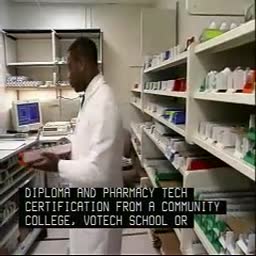 DIPLOMA AND PHARMACY TECH
CERTIFICATION FROM A COMMUNITY
COLLEGE, VOTECH SCHOOL OR